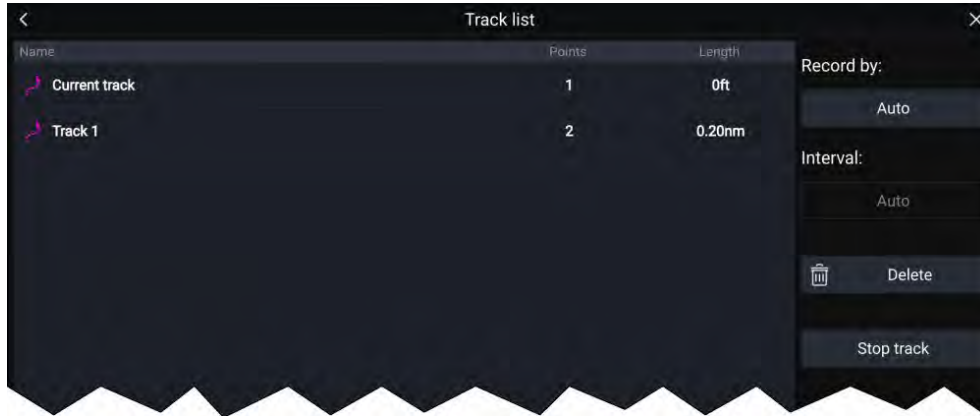 Track list
Name Points Length
Current track 1 0ft
Track 1 2 0.20nm
Record by:
Auto
Interval:
Auto
Delete
Stop track